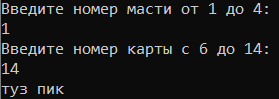 Введите номер масти от 1 до 4:
1
Введите номер карты с 6 до 14:
14
туз пик